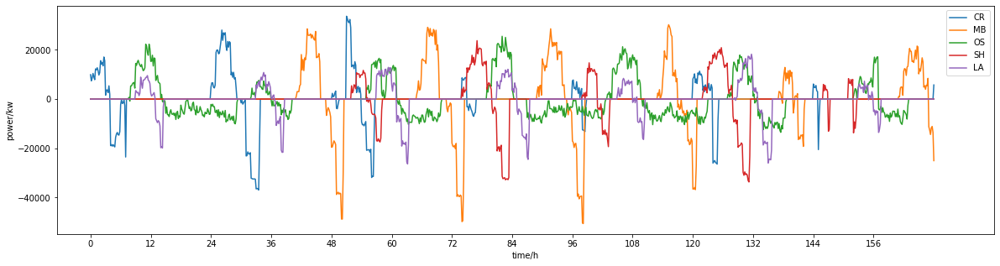 CR
MB
OS
SH
LA
20000
0
−20000
−40000
power/kw
0 12 24 36 48 60 72 84 96 108 120 132 144 156
time/h